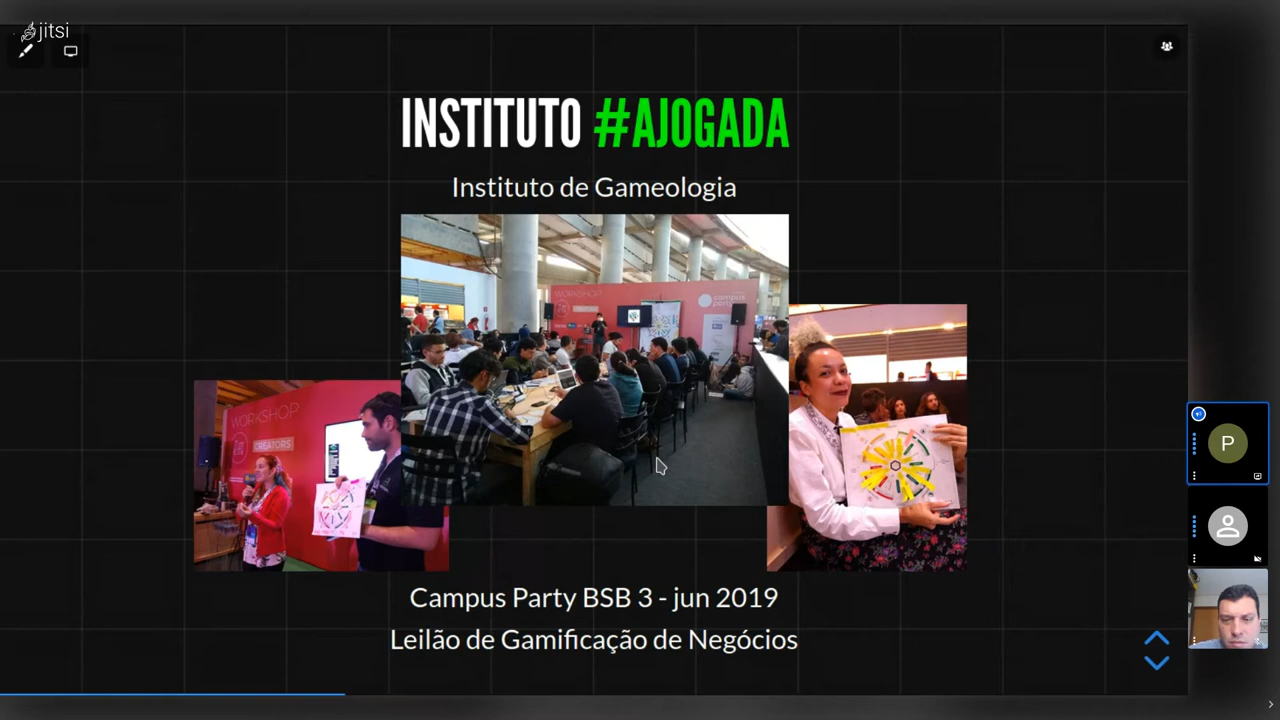 jitsi
INSTITUTO #AJOGADA
Instituto de Gameologia
WORKSHOP
campus party
WORKSHOP
CREATORS
Campus Party BSB 3 - jun 2019
Leilão de Gamificação de Negócios
P